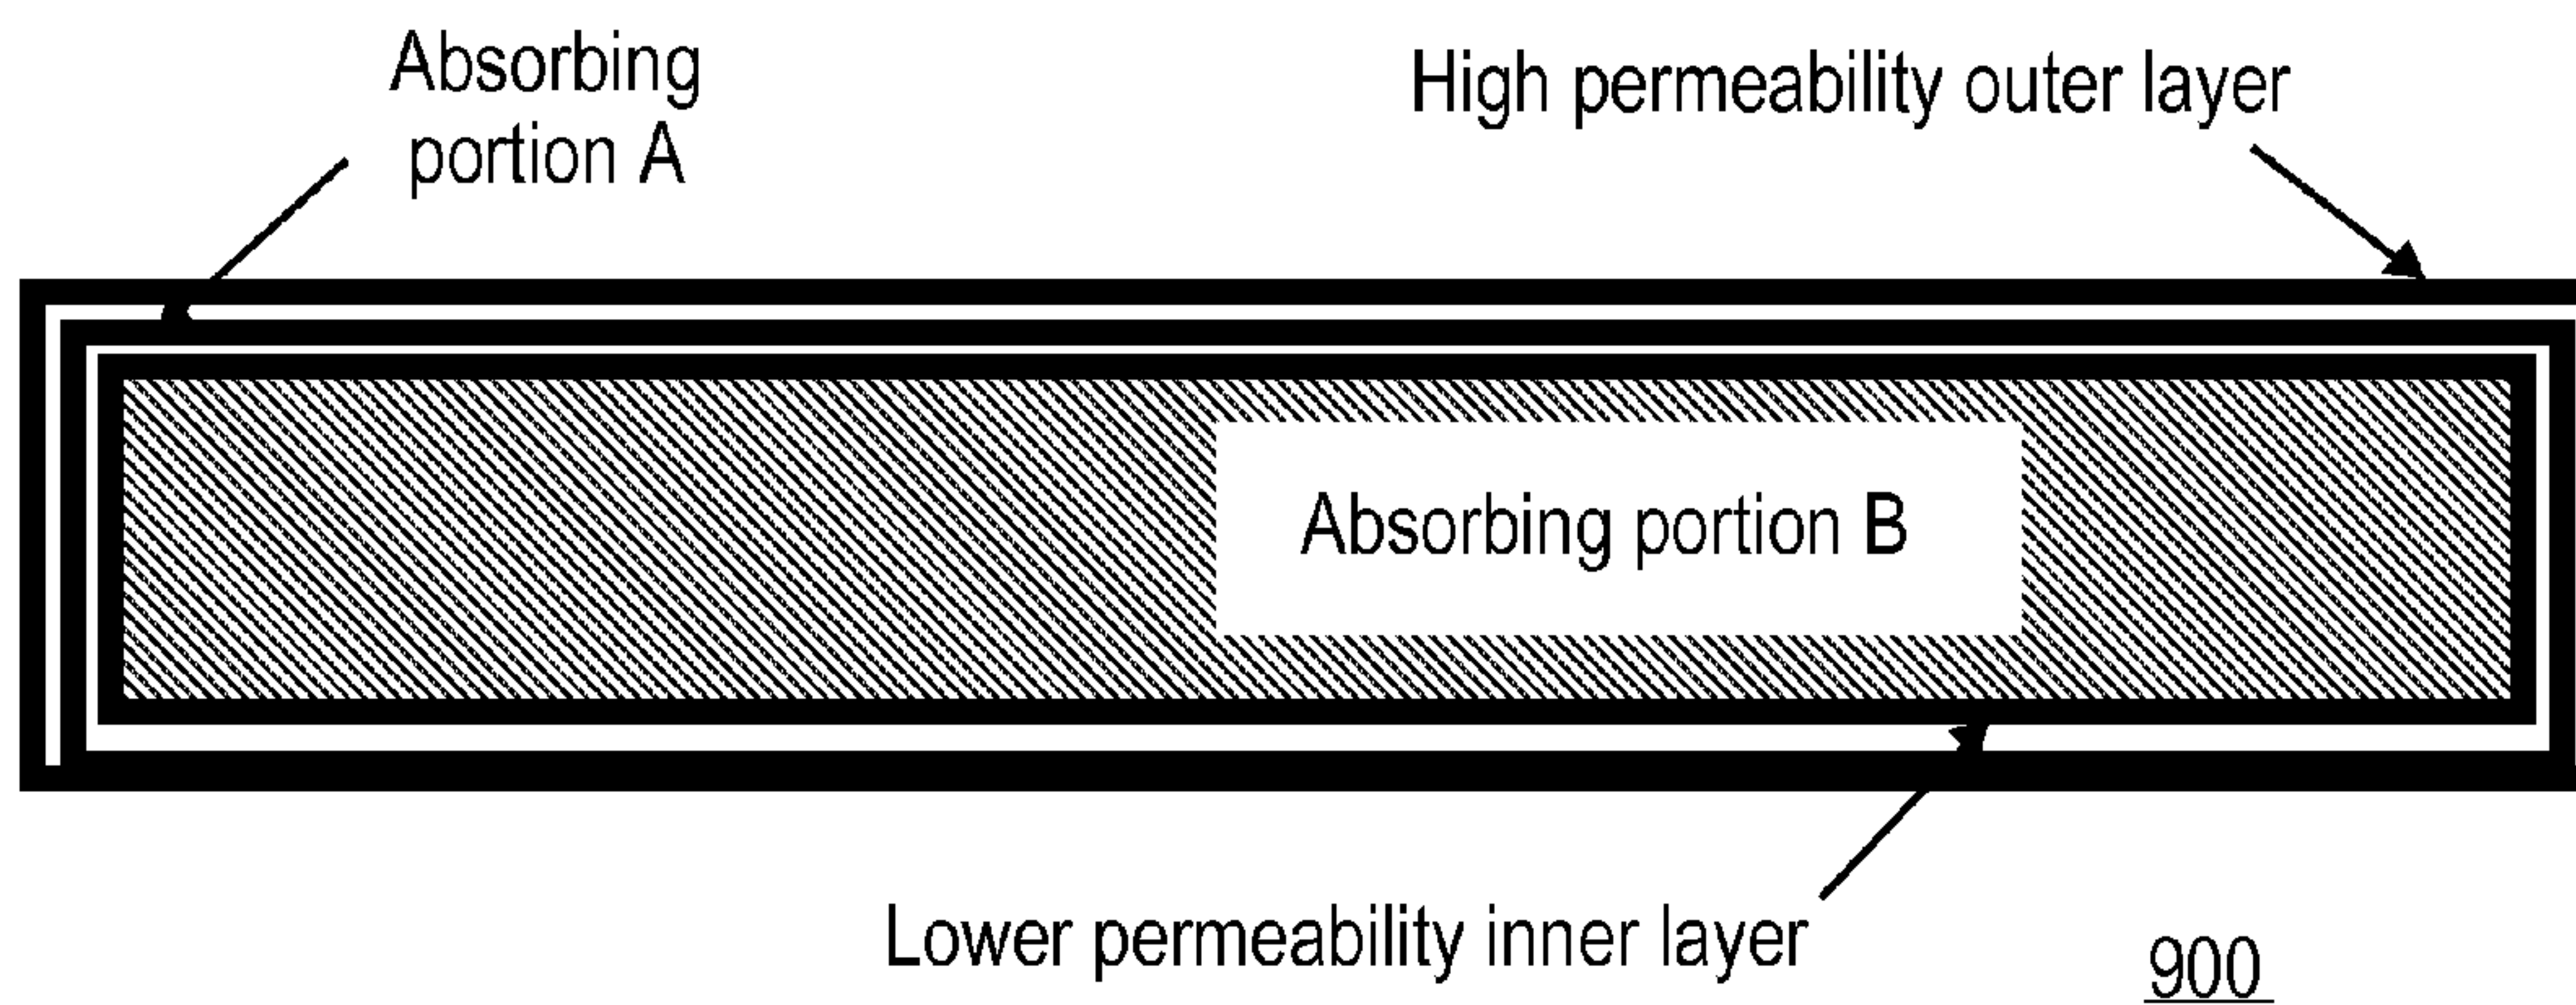 Absorbing
portion A
High permeability outer layer
Absorbing portion B
Lower permeability inner layer
900